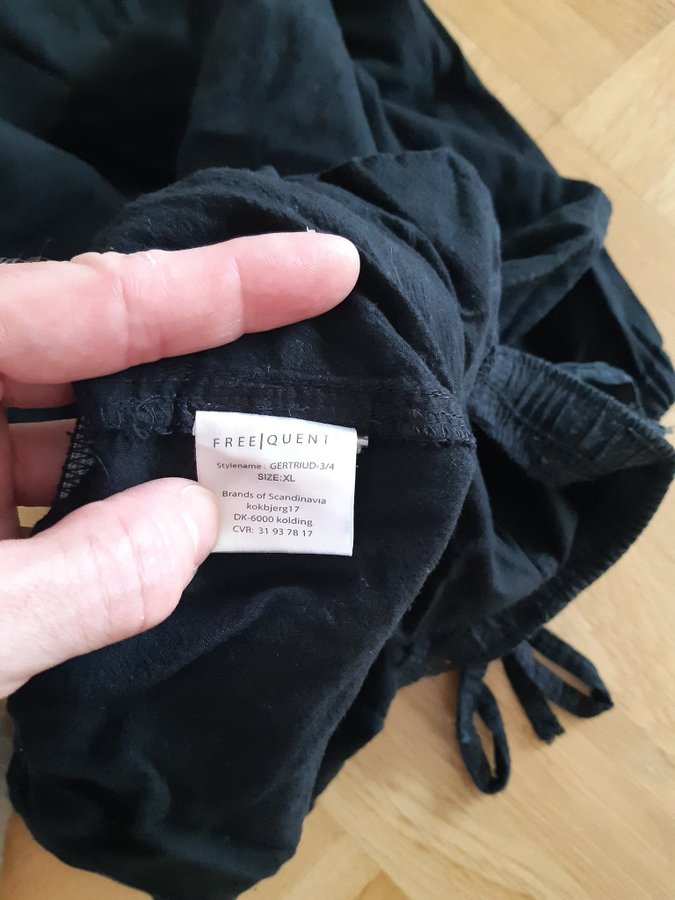 FREE|QUENT
Stylename : GERTRIUD-3/4
SIZE:XL
Brands of Scandinavia
kokbjerg17
DK-6000 kolding
CVR: 31 93 78 17